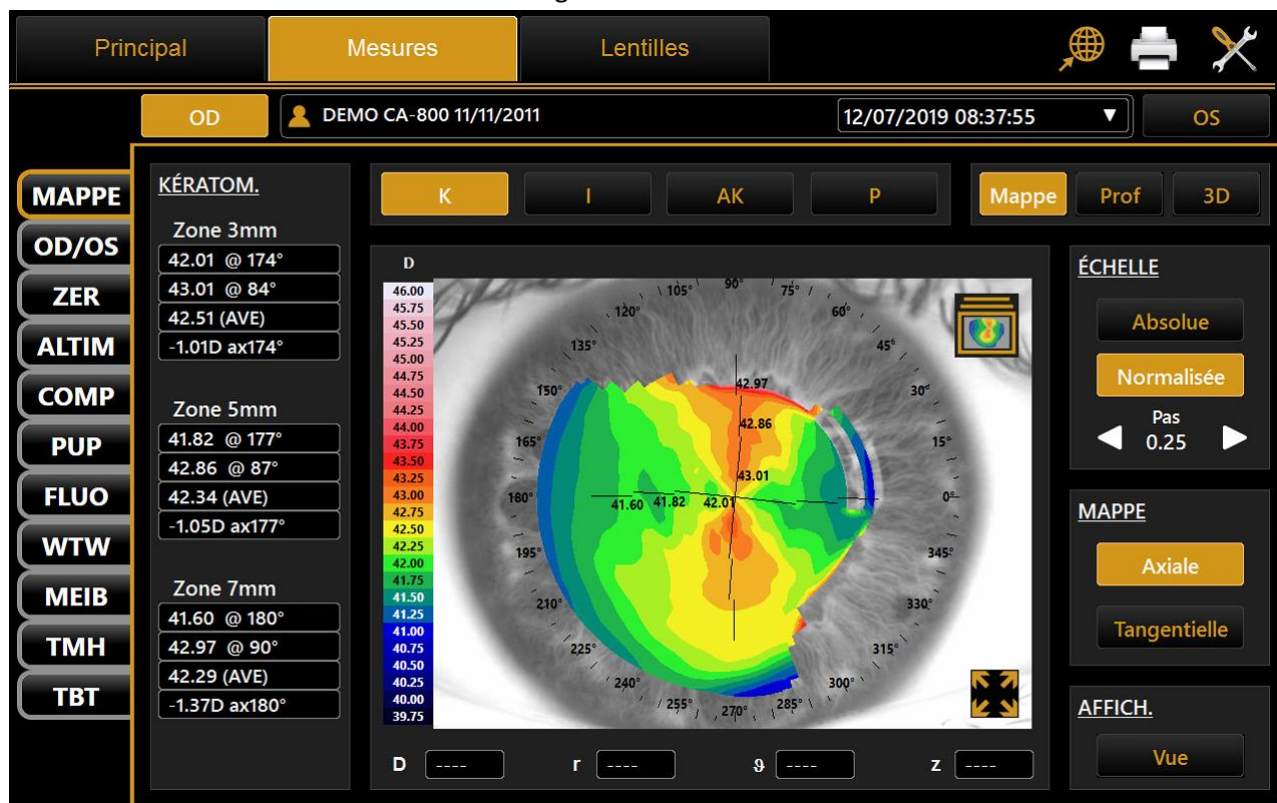 Principal
Mesures
Lentilles
OD
DEMO CA-800 11/11/2011
12/07/2019 08:37:55
OS
MAPPE
OD/OS
ZER
ALTIM
COMP
PUP
FLUO
WTW
MEIB
TMH
TBT
KÉRATOM.
Zone 3mm
42.01 @ 174°
43.01 @ 84°
42.51 (AVE)
-1.01D ax174°
Zone 5mm
41.82 @ 177°
42.86 @ 87°
42.34 (AVE)
-1.05D ax177°
Zone 7mm
41.60 @ 180°
42.97 @ 90°
42.29 (AVE)
-1.37D ax180°
K
I
AK
P
Mappe
Prof
3D
D
46.00
45.75
45.50
45.25
45.00
44.75
44.50
44.25
44.00
43.75
43.50
43.25
43.00
42.75
42.50
42.25
42.00
41.75
41.50
41.25
41.00
40.75
40.50
40.25
40.00
39.75
0°
15°
30°
45°
60°
75°
90°
105°
120°
135°
150°
165°
180°
195°
210°
225°
240°
255°
270°
285°
300°
315°
330°
345°
42.97
42.86
43.01
41.60
41.82
42.01
D ----
r ----
ϑ ----
z ----
ÉCHELLE
Absolue
Normalisée
Pas
0.25
MAPPE
Axiale
Tangentielle
AFFICH.
Vue